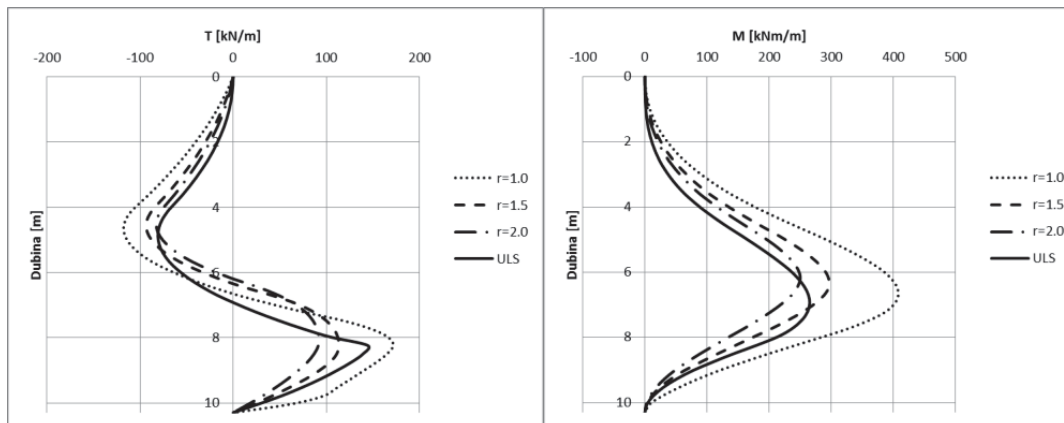 T [kN/m]
-200 -100 0 100 200
0
2
4
6
8
10
Dubina [m]
r=1.0
r=1.5
r=2.0
ULS
M [kNm/m]
-100 0 100 200 300 400 500
0
2
4
6
8
10
Dubina [m]
r=1.0
r=1.5
r=2.0
ULS